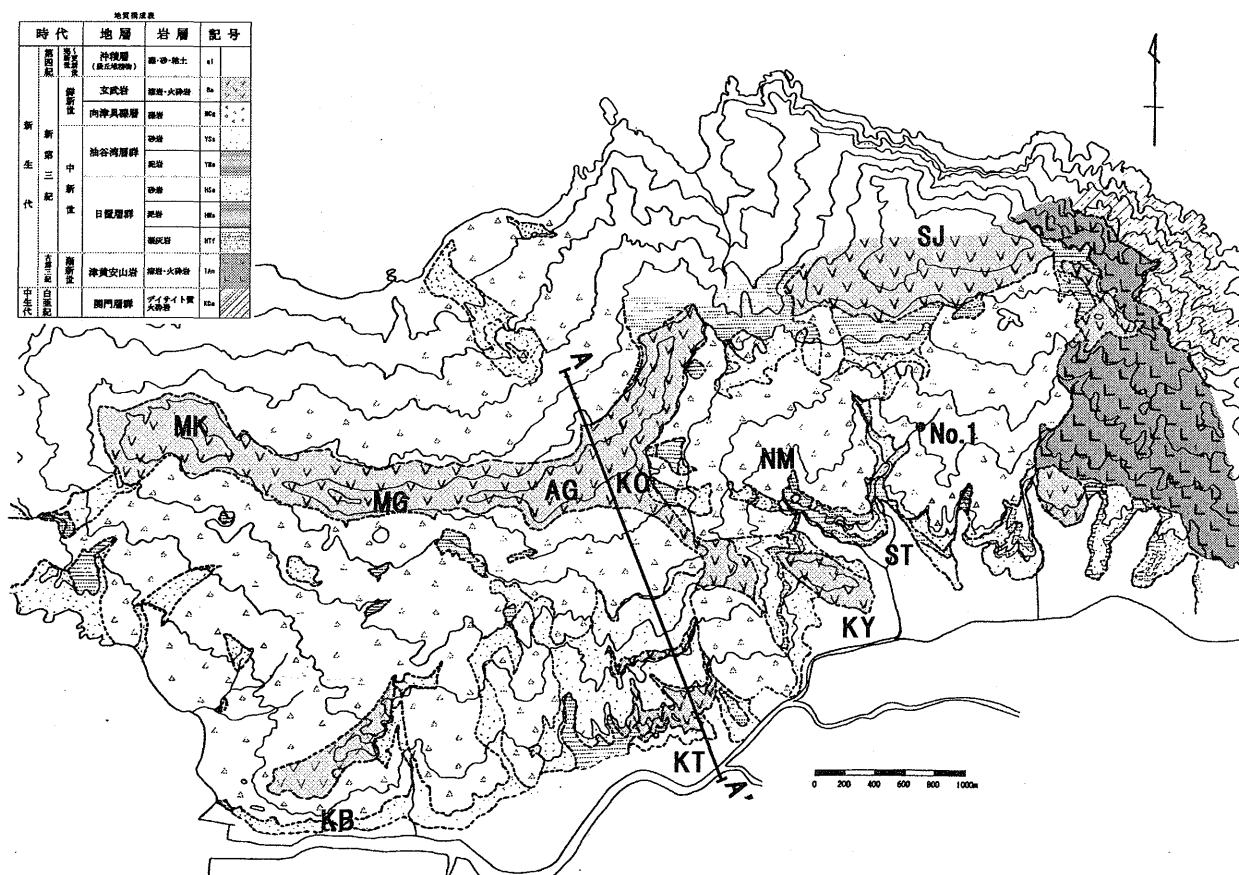 地質構成表
時代 地層 岩層 記号
新生代
第四紀
沖積層 礫・砂・粘土 al
新第三紀
鮮新世
玄武岩 溶岩・火砕岩 Ba
向津具礫層 礫岩
中新世
油谷湾層群 砂岩 YSs
泥岩 YMs
日置層群 砂岩 HSs
泥岩 HMs
凝灰岩 HTf
古第三紀 漸新世 津黄安山岩 溶岩・火砕岩 TAn
中生代 白亜紀 関門層群 デイサイト質火砕岩
SJ
A
MK
No.1
NM
KO
AG
MG
ST
KY
KT
A'
KB
0 200 400 600 800 1000m